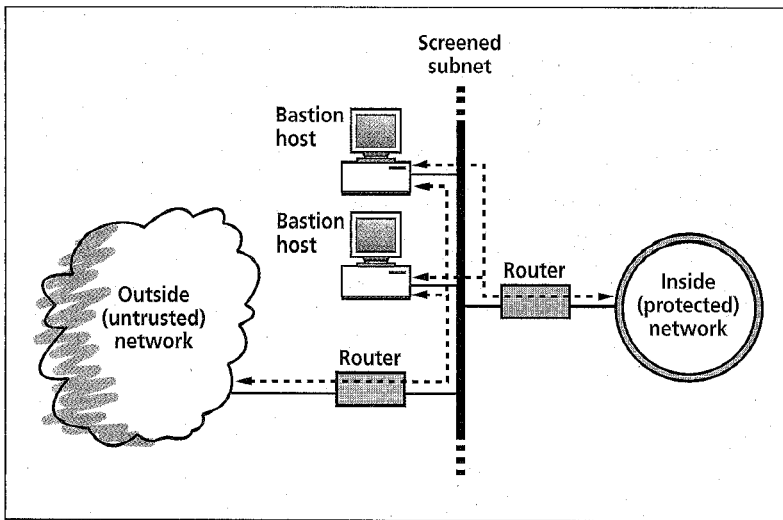 Screened
subnet
Bastion
host
Bastion
host
Router
Inside
(protected)
network
Outside
(untrusted)
network
Router